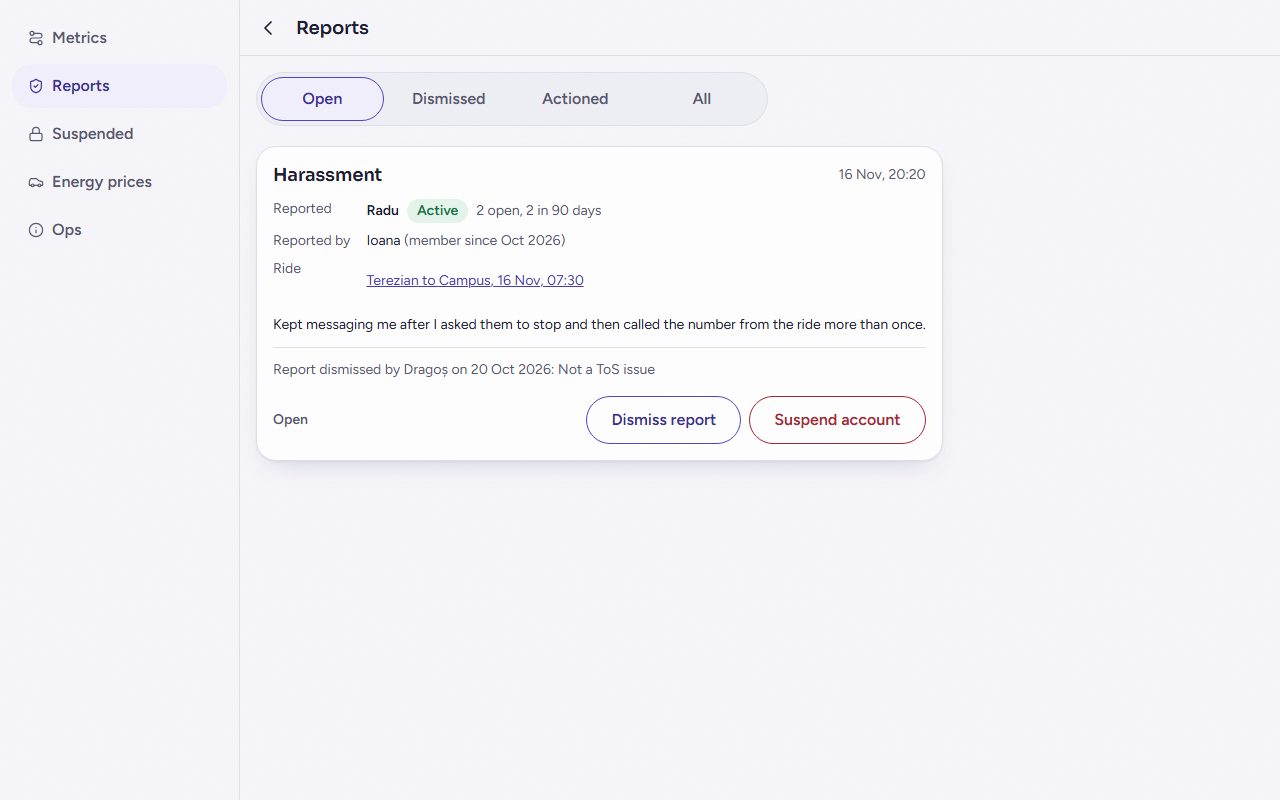 Metrics
Reports
Suspended
Energy prices
Ops
Reports
Open Dismissed Actioned All
Harassment 16 Nov, 20:20
Reported Radu Active 2 open, 2 in 90 days
Reported by Ioana (member since Oct 2026)
Ride Terezian to Campus, 16 Nov, 07:30
Kept messaging me after I asked them to stop and then called the number from the ride more than once.
Report dismissed by Dragoș on 20 Oct 2026: Not a ToS issue
Open Dismiss report Suspend account